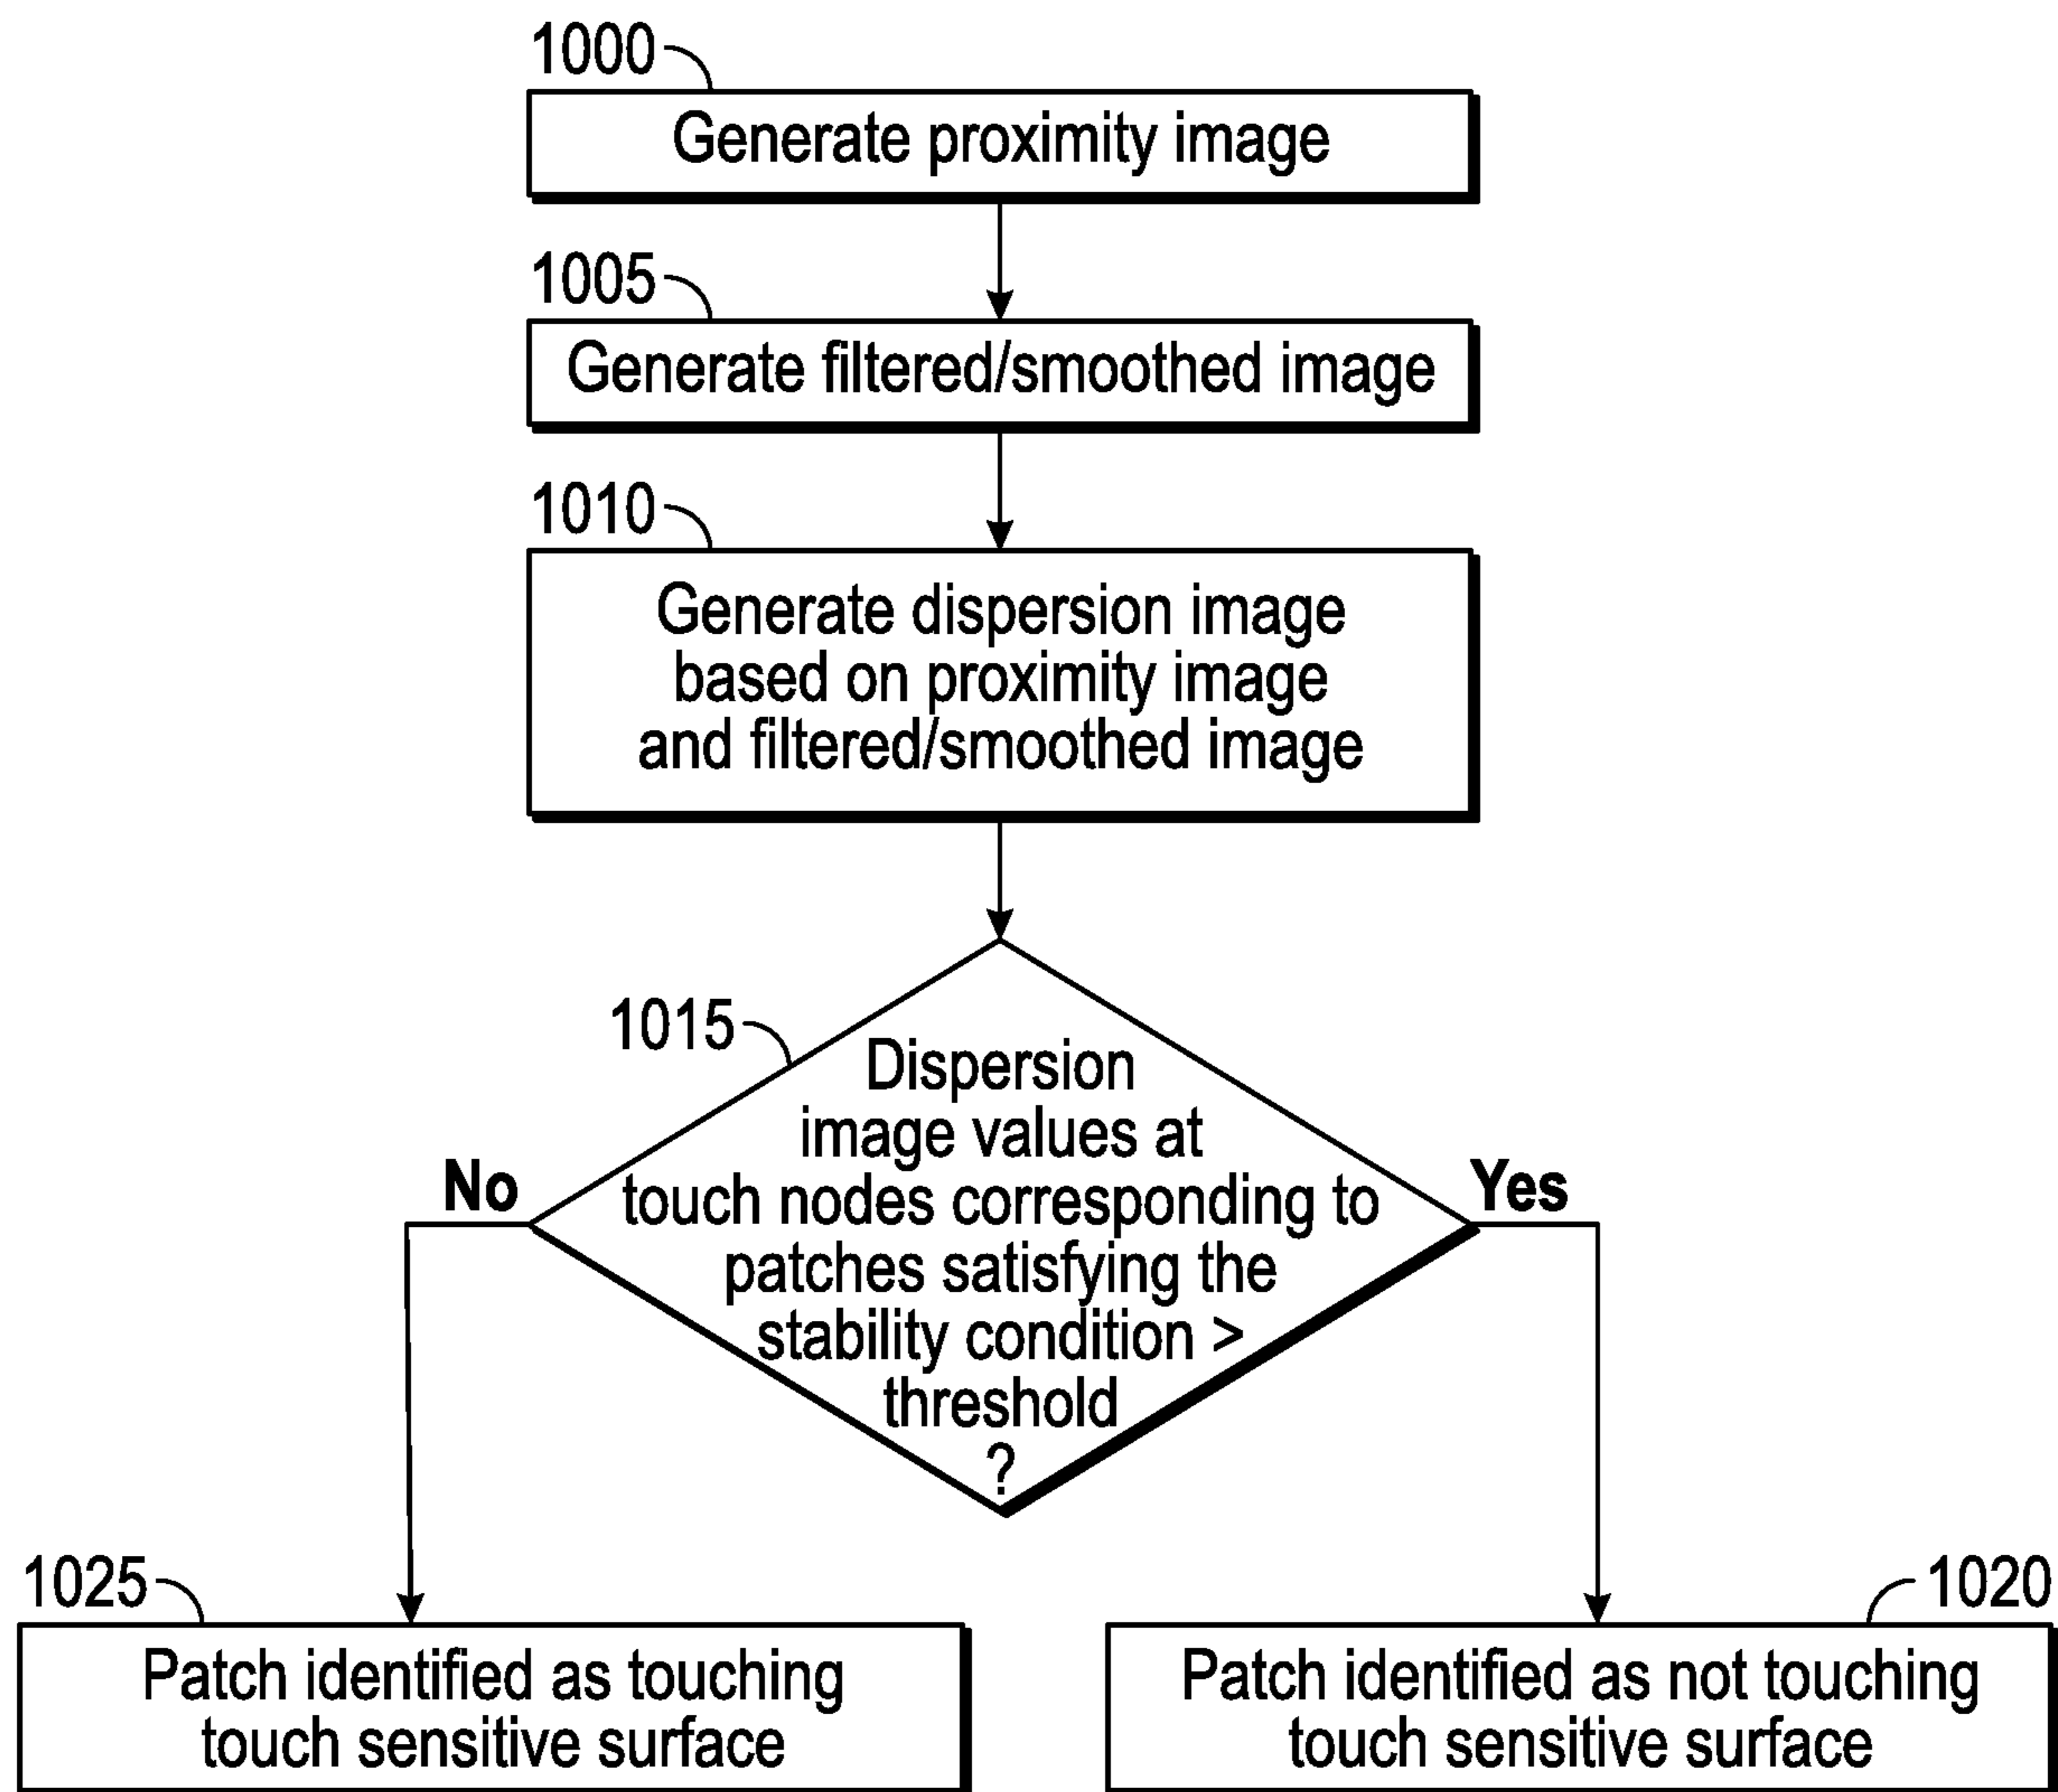 1000
Generate proximity image
1005
Generate filtered/smoothed image
1010
Generate dispersion image
based on proximity image
and filtered/smoothed image
1015
Dispersion
image values at
touch nodes corresponding to
patches satisfying the
stability condition >
threshold
?
No
Yes
1025
Patch identified as touching
touch sensitive surface
1020
Patch identified as not touching
touch sensitive surface